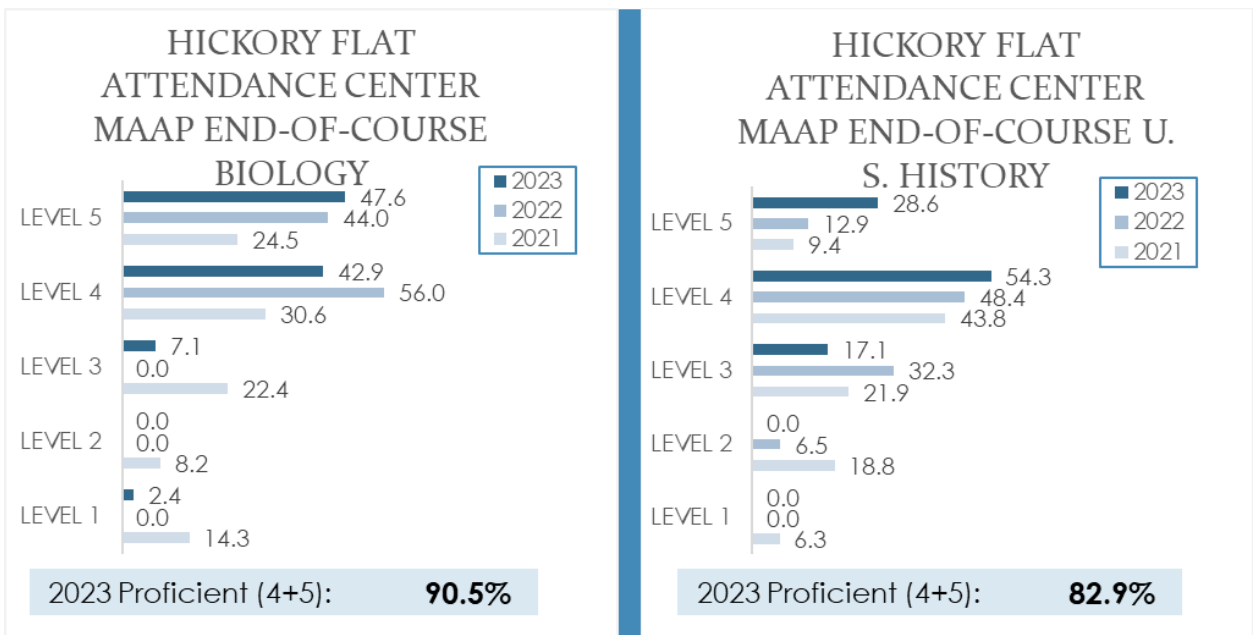 HICKORY FLAT
ATTENDANCE CENTER
MAAP END-OF-COURSE
BIOLOGY
2023
2022
2021
LEVEL 5
47.6
44.0
24.5
LEVEL 4
42.9
56.0
30.6
LEVEL 3
7.1
0.0
22.4
LEVEL 2
0.0
0.0
8.2
LEVEL 1
2.4
0.0
14.3
2023 Proficient (4+5): 90.5%
HICKORY FLAT
ATTENDANCE CENTER
MAAP END-OF-COURSE U.
S. HISTORY
2023
2022
2021
LEVEL 5
28.6
12.9
9.4
LEVEL 4
54.3
48.4
43.8
LEVEL 3
17.1
32.3
21.9
LEVEL 2
0.0
6.5
18.8
LEVEL 1
0.0
0.0
6.3
2023 Proficient (4+5): 82.9%